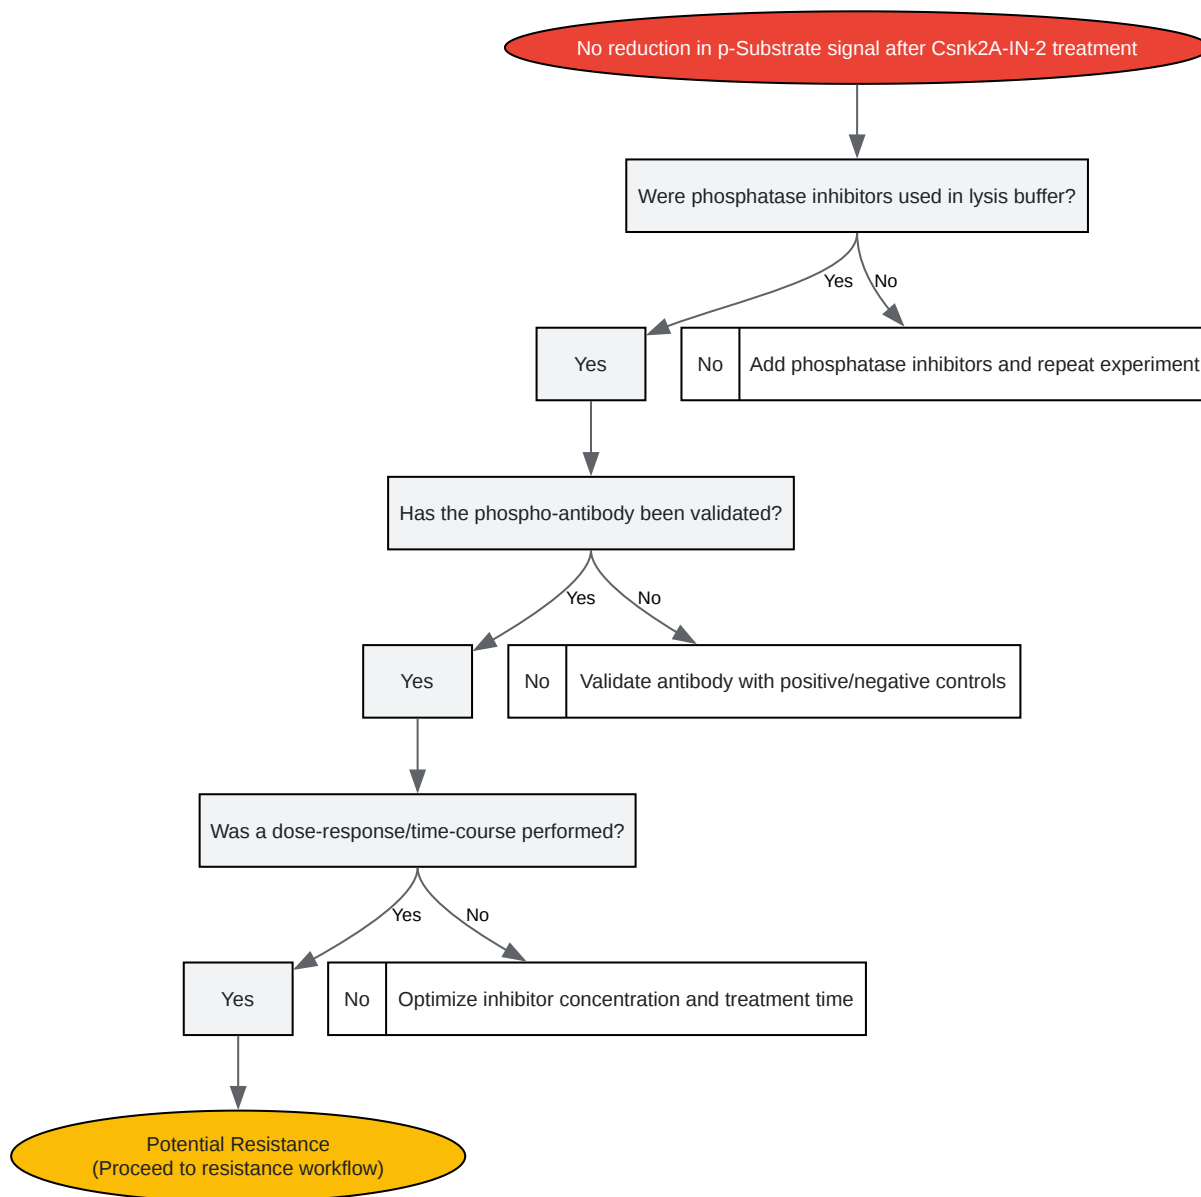 No reduction in p-Substrate signal after Csnk2A-IN-2 treatment
Were phosphatase inhibitors used in lysis buffer?
Yes
No
Yes
No
Add phosphatase inhibitors and repeat experiment
Has the phospho-antibody been validated?
Yes
No
Yes
No
Validate antibody with positive/negative controls
Was a dose-response/time-course performed?
Yes
No
Yes
No
Optimize inhibitor concentration and treatment time
Potential Resistance
(Proceed to resistance workflow)